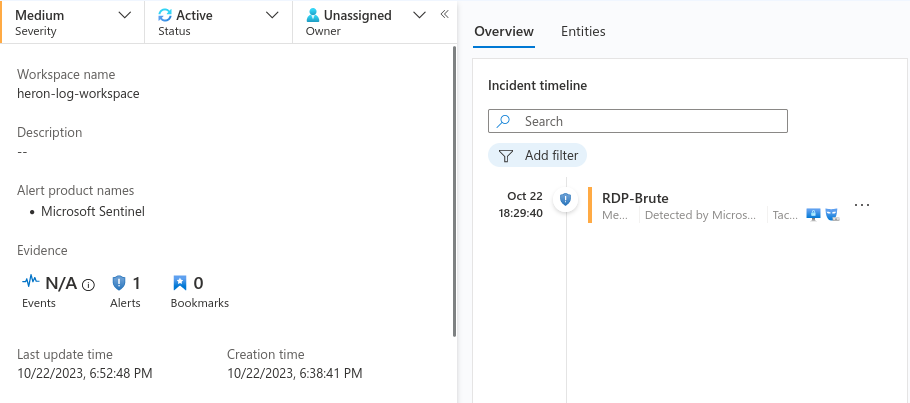 Medium
Severity
Active
Status
Unassigned
Owner
Workspace name
heron-log-workspace
Description
--
Alert product names
• Microsoft Sentinel
Evidence
N/A
Events
1
Alerts
0
Bookmarks
Last update time
10/22/2023, 6:52:48 PM
Creation time
10/22/2023, 6:38:41 PM
Overview Entities
Incident timeline
Search
Add filter
Oct 22
18:29:40
RDP-Brute
Me... Detected by Micros... Tac...